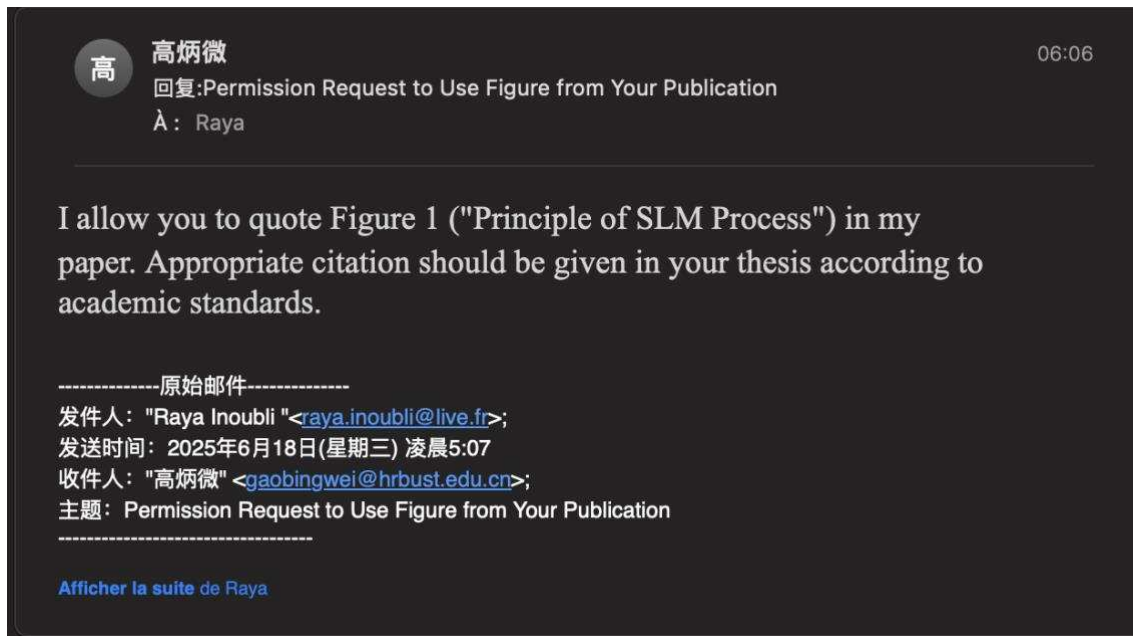 高
高炳微
06:06
回复:Permission Request to Use Figure from Your Publication
À : Raya
I allow you to quote Figure 1 ("Principle of SLM Process") in my
paper. Appropriate citation should be given in your thesis according to
academic standards.
--------------原始邮件--------------
发件人："Raya Inoubli "<raya.inoubli@live.fr>;
发送时间：2025年6月18日(星期三) 凌晨5:07
收件人："高炳微" <gaobingwei@hrbust.edu.cn>;
主题：Permission Request to Use Figure from Your Publication
-----------------------------------
Afficher la suite de Raya